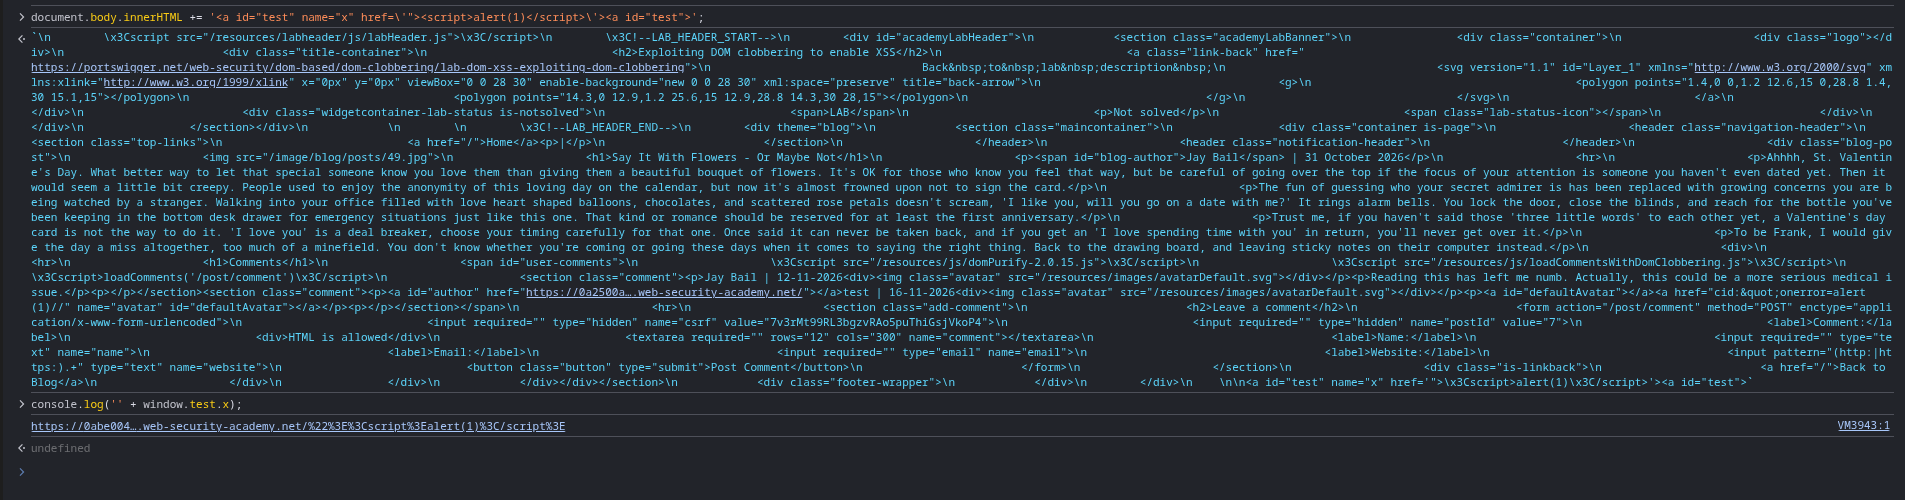 document.body.innerHTML += '<a id="test" name="x" href=\'"><script>alert(1)</script>\'><a id="test">';
`\n        \x3Cscript src="/resources/labheader/js/labHeader.js">\x3C/script>\n        \x3C!--LAB_HEADER_START-->\n        <div id="academyLabHeader">\n            <section class="academyLabBanner">\n                <div class="container">\n                    <div class="logo"></d
iv>\n                        <div class="title-container">\n                            <h2>Exploiting DOM clobbering to enable XSS</h2>\n                            <a class="link-back" href="
https://portswigger.net/web-security/dom-based/dom-clobbering/lab-dom-xss-exploiting-dom-clobbering">\n                                Back&nbsp;to&nbsp;lab&nbsp;description&nbsp;\n                                <svg version="1.1" id="Layer_1" xmlns="http://www.w3.org/2000/svg" xm
lns:xlink="http://www.w3.org/1999/xlink" x="0px" y="0px" viewBox="0 0 28 30" enable-background="new 0 0 28 30" xml:space="preserve" title="back-arrow">\n                                    <g>\n                                        <polygon points="1.4,0 0,1.2 12.6,15 0,28.8 1.4,
30 15.1,15"></polygon>\n                                        <polygon points="14.3,0 12.9,1.2 25.6,15 12.9,28.8 14.3,30 28,15"></polygon>\n                                    </g>\n                                </svg>\n                            </a>\n
</div>\n                        <div class="widgetcontainer-lab-status is-notsolved">\n                            <span>LAB</span>\n                            <p>Not solved</p>\n                            <span class="lab-status-icon"></span>\n                        </div>\n
</div>\n            </section></div>\n        \n        \n        \x3C!--LAB_HEADER_END-->\n        <div theme="blog">\n            <section class="maincontainer">\n                <div class="container is-page">\n                    <header class="navigation-header">\n
<section class="top-links">\n                            <a href="/">Home</a><p>|</p>\n                        </section>\n                    </header>\n                    <header class="notification-header">\n                    </header>\n                    <div class="blog-po
st">\n                    <img src="/image/blog/posts/49.jpg">\n                    <h1>Say It With Flowers - Or Maybe Not</h1>\n                    <p><span id="blog-author">Jay Bail</span> | 31 October 2026</p>\n                    <hr>\n                    <p>Ahhhh, St. Valentin
e's Day. What better way to let that special someone know you love them than giving them a beautiful bouquet of flowers. It's OK for those who know you feel that way, but be careful of going over the top if the focus of your attention is someone you haven't even dated yet. Then it
would seem a little bit creepy. People used to enjoy the anonymity of this loving day on the calendar, but now it's almost frowned upon not to sign the card.</p>\n                    <p>The fun of guessing who your secret admirer is has been replaced with growing concerns you are b
eing watched by a stranger. Walking into your office filled with love heart shaped balloons, chocolates, and scattered rose petals doesn't scream, 'I like you, will you go on a date with me?' It rings alarm bells. You lock the door, close the blinds, and reach for the bottle you've
been keeping in the bottom desk drawer for emergency situations just like this one. That kind or romance should be reserved for at least the first anniversary.</p>\n                    <p>Trust me, if you haven't said those 'three little words' to each other yet, a Valentine's day
card is not the way to do it. 'I love you' is a deal breaker, choose your timing carefully for that one. Once said it can never be taken back, and if you get an 'I love spending time with you' in return, you'll never get over it.</p>\n                    <p>To be Frank, I would giv
e the day a miss altogether, too much of a minefield. You don't know whether you're coming or going these days when it comes to saying the right thing. Back to the drawing board, and leaving sticky notes on their computer instead.</p>\n                    <div>\n
<hr>\n                    <h1>Comments</h1>\n                    <span id="user-comments">\n                    \x3Cscript src="/resources/js/domPurify-2.0.15.js">\x3C/script>\n                    \x3Cscript src="/resources/js/loadCommentsWithDomClobbering.js">\x3C/script>\n
\x3Cscript>loadComments('/post/comment')\x3C/script>\n                    <section class="comment"><p>Jay Bail | 12-11-2026<div><img class="avatar" src="/resources/images/avatarDefault.svg"></div></p><p>Reading this has left me numb. Actually, this could be a more serious medical i
ssue.</p><p></p></section><section class="comment"><p><a id="author" href="https://0a2500a….web-security-academy.net/"></a>test | 16-11-2026<div><img class="avatar" src="/resources/images/avatarDefault.svg"></div></p><p><a id="defaultAvatar"></a><a href="cid:&quot;onerror=alert
(1)//" name="avatar" id="defaultAvatar"></a></p><p></p></section></span>\n                    <hr>\n                    <section class="add-comment">\n                        <h2>Leave a comment</h2>\n                        <form action="/post/comment" method="POST" enctype="appli
cation/x-www-form-urlencoded">\n                            <input required="" type="hidden" name="csrf" value="7v3rMt99RL3bgzvRAo5puThiGsjVkoP4">\n                            <input required="" type="hidden" name="postId" value="7">\n                            <label>Comment:</la
bel>\n                            <div>HTML is allowed</div>\n                            <textarea required="" rows="12" cols="300" name="comment"></textarea>\n                                    <label>Name:</label>\n                                    <input required="" type="te
xt" name="name">\n                                    <label>Email:</label>\n                                    <input required="" type="email" name="email">\n                                    <label>Website:</label>\n                                    <input pattern="(http:|ht
tps:).+" type="text" name="website">\n                            <button class="button" type="submit">Post Comment</button>\n                        </form>\n                    </section>\n                    <div class="is-linkback">\n                        <a href="/">Back to
Blog</a>\n                    </div>\n                </div>\n            </div></div></section>\n            <div class="footer-wrapper">\n            </div>\n        </div>\n    \n\n<a id="test" name="x" href='">\x3Cscript>alert(1)\x3C/script>'><a id="test">`
console.log('' + window.test.x);
https://0abe004….web-security-academy.net/%22%3E%3Cscript%3Ealert(1)%3C/script%3E VM3943:1
undefined